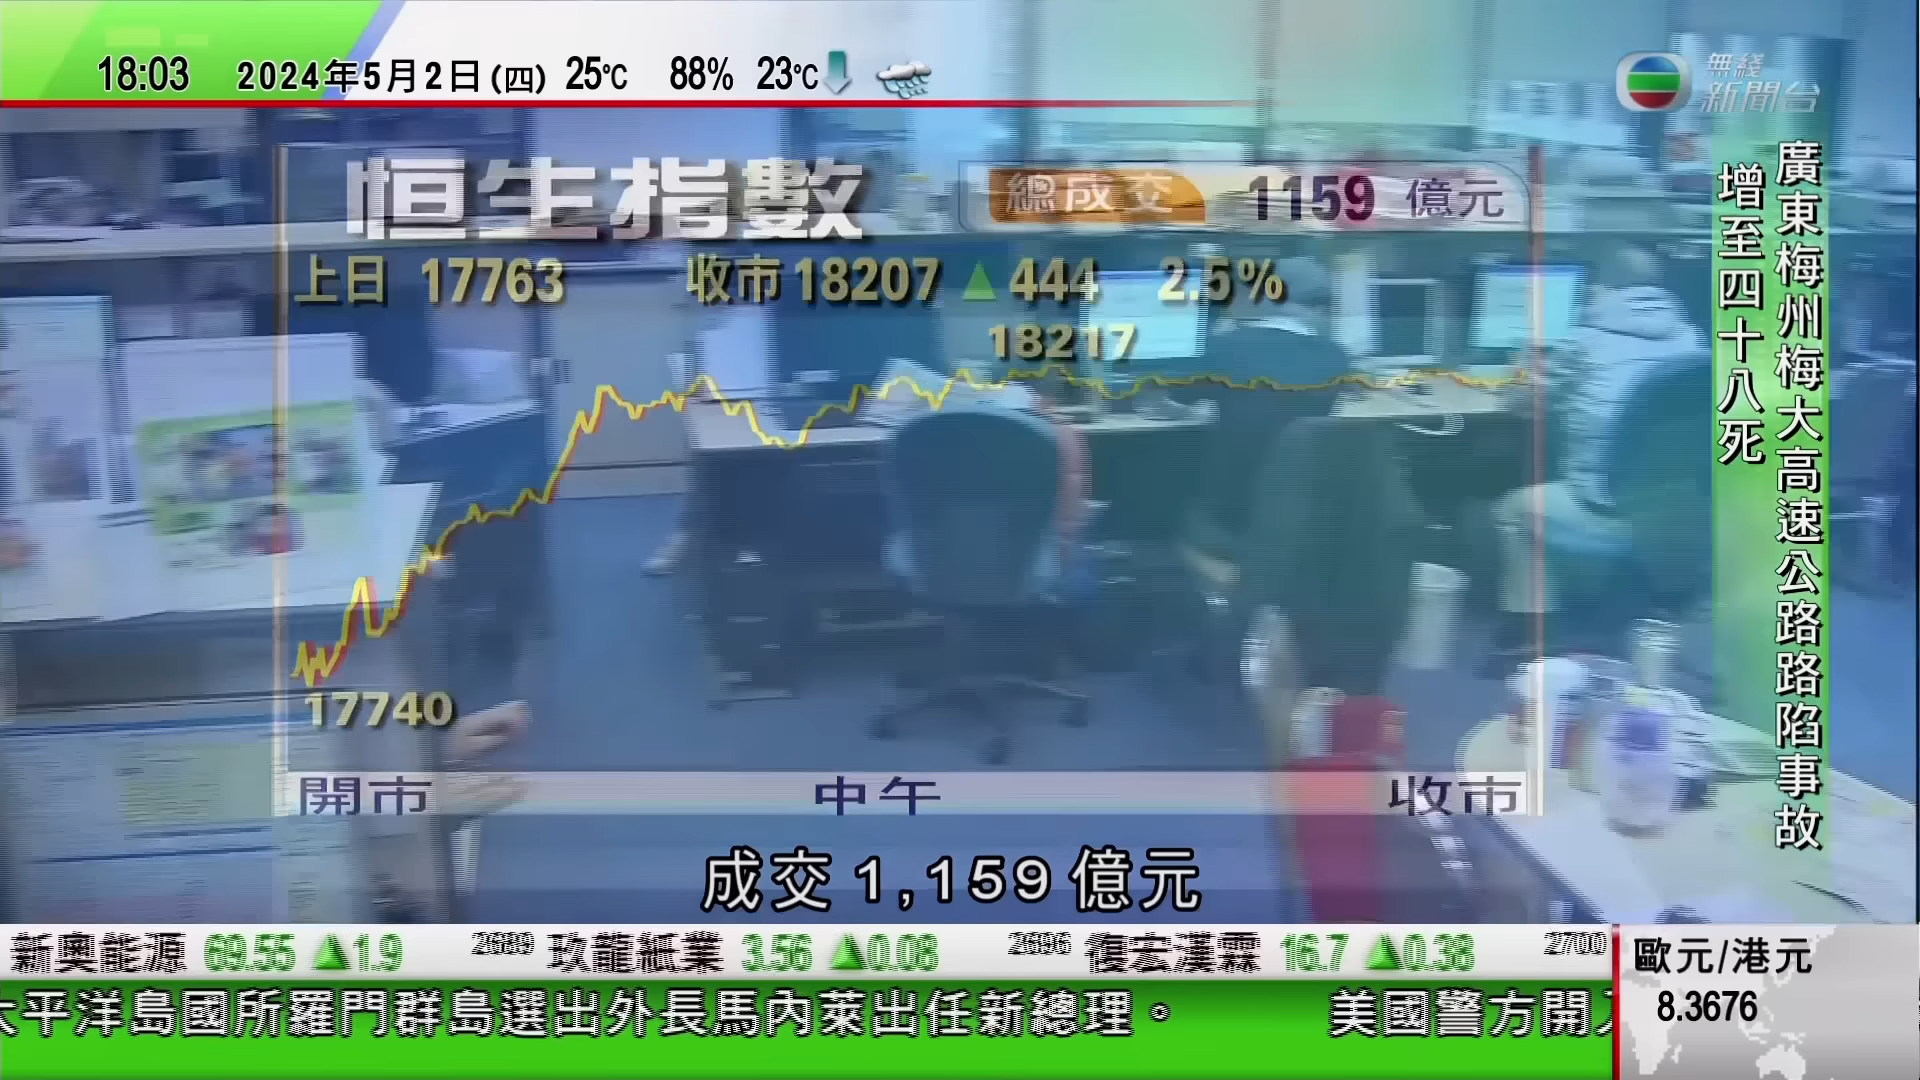 18:03 2024年5月2日(四) 25℃ 88% 23℃
無綫
新聞台
恒生指數 總成交 1159 億元
上日 17763 收市 18207 ▲ 444 2.5%
18217
17740
開市 中午 收市
成交 1,159 億元
廣東梅州梅大高速公路路陷事故
增至四十八死
新奧能源 69.55 ▲1.9 2689 玖龍紙業 3.56 ▲0.08 2696 復宏漢霖 16.7 ▲0.38 2700
太平洋島國所羅門群島選出外長馬內萊出任新總理。 美國警方開入
歐元/港元
8.3676